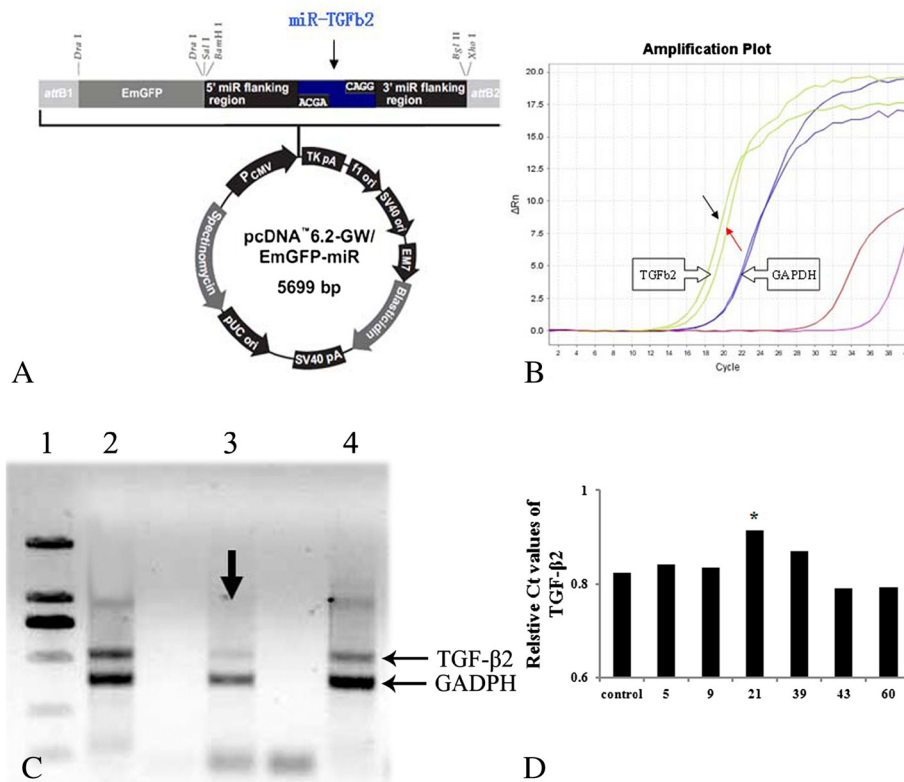 A
miR-TGFb2
Dra I
Dra I
Sal I
BamH I
Bgl II
Xho I
attB1
EmGFP
5' miR flanking
region
ACGA
CAGG
3' miR flanking
region
attB2
PCMV
TK pA
f1 ori
SV40 ori
EM7
Blasticidin
SV40 pA
pUC ori
Spectinomycin
pcDNA™6.2-GW/
EmGFP-miR
5699 bp
B
Amplification Plot
ΔRn
20.0
17.5
15.0
12.5
10.0
7.5
5.0
2.5
0.0
TGFb2
GAPDH
2 4 6 8 10 12 14 16 18 20 22 24 26 28 30 32 34 36 38
Cycle
1 2 3 4
TGF-β2
GADPH
C
Relstive Ct values of
TGF-β2
1
0.8
0.6
*
control 5 9 21 39 43 60
D